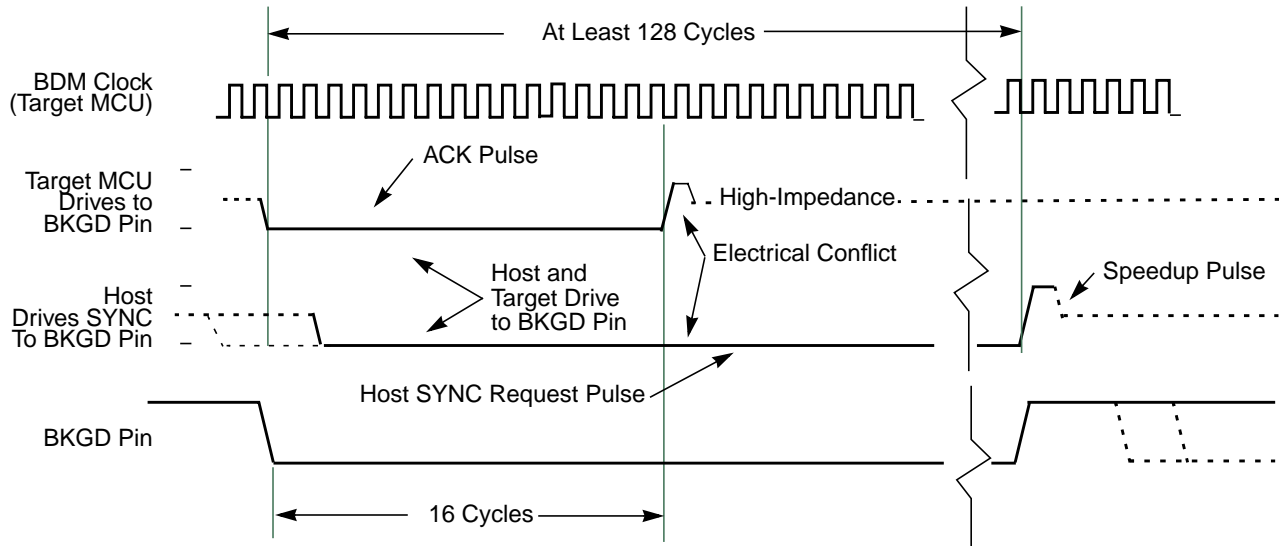 At Least 128 Cycles
BDM Clock
(Target MCU)
ACK Pulse
Target MCU
Drives to
BKGD Pin
High-Impedance
Electrical Conflict
Host and
Target Drive
to BKGD Pin
Speedup Pulse
Host
Drives SYNC
To BKGD Pin
Host SYNC Request Pulse
BKGD Pin
16 Cycles